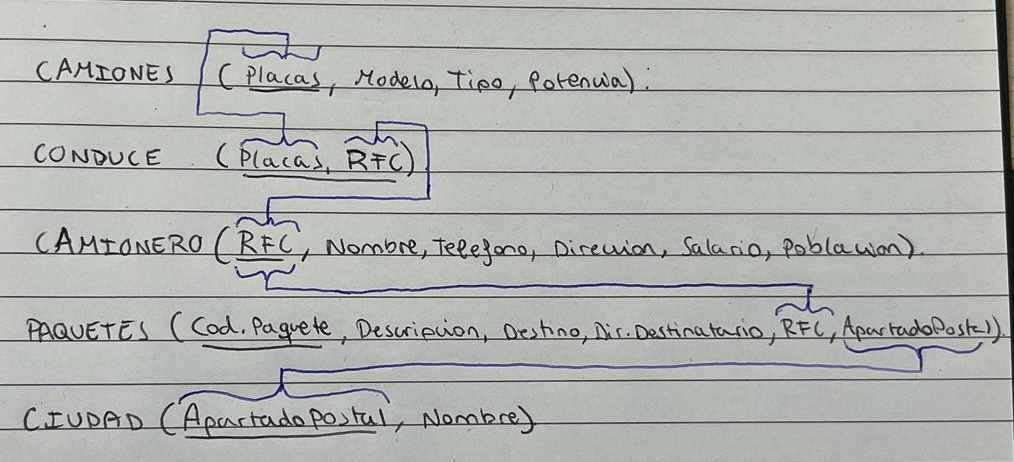 CAMIONES (Placas, Modelo, Tipo, Potencia).
CONDUCE (Placas, RFC)
CAMIONERO (RFC, Nombre, Telefono, Direccion, Salario, Poblacion).
PAQUETES (Cod. Paquete, Descripcion, Destino, Dir. Destinatario, RFC, ApartadoPostal).
CIUDAD (ApartadoPostal, Nombre)